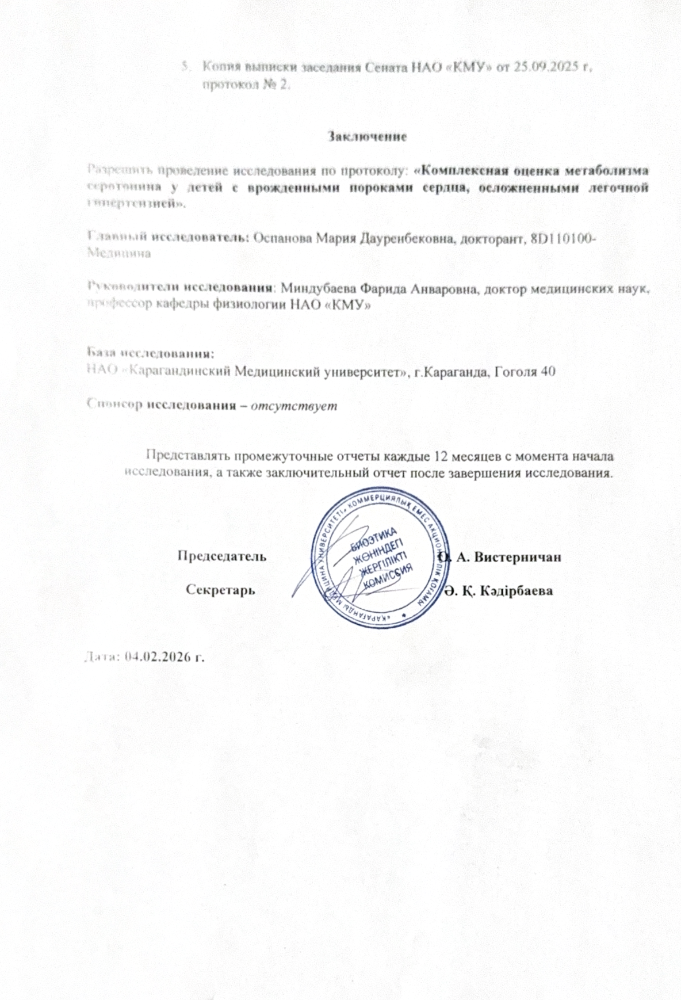 5. Копия выписки заседания Сената НАО «КМУ» от 25.09.2025 г,
протокол № 2.
Заключение
Разрешить проведение исследования по протоколу: «Комплексная оценка метаболизма
серотонина у детей с врожденными пороками сердца, осложненными легочной
гипертензией».
Главный исследователь: Оспанова Мария Дауренбековна, докторант, 8D110100-
Медицина
Руководители исследования: Миндубаева Фарида Анваровна, доктор медицинских наук,
профессор кафедры физиологии НАО «КМУ»
База исследования:
НАО «Карагандинский Медицинский университет», г.Караганда, Гоголя 40
Спонсор исследования – отсутствует
Представлять промежуточные отчеты каждые 12 месяцев с момента начала
исследования, а также заключительный отчет после завершения исследования.
«ҚАРАҒАНДЫ МЕДИЦИНА УНИВЕРСИТЕТІ» КОММЕРЦИЯЛЫҚ ЕМЕС АКЦИОНЕРЛІК ҚОҒАМЫ
БИОЭТИКА
ЖӨНІНДЕГІ
ЖЕРГІЛІКТІ
КОМИССИЯ
Председатель О. А. Вистерничан
Секретарь Ә. Қ. Кәдірбаева
Дата: 04.02.2026 г.